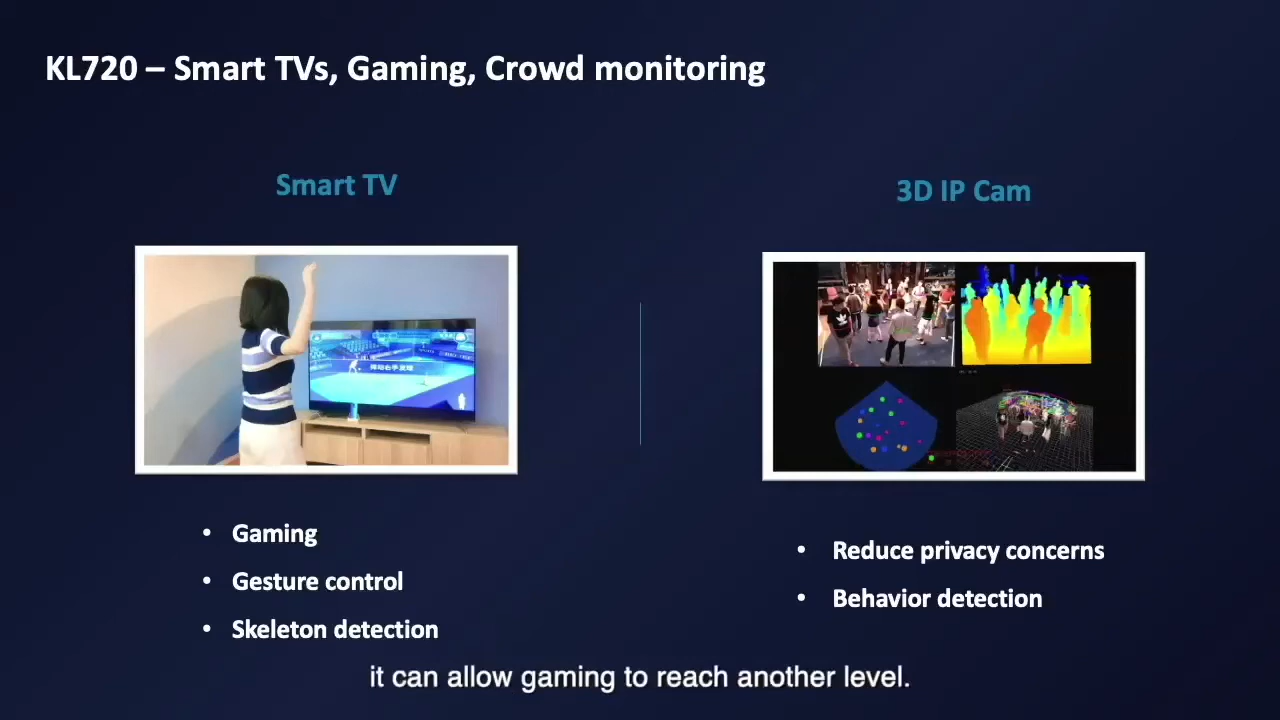 KL720 – Smart TVs, Gaming, Crowd monitoring
Smart TV
3D IP Cam
• Gaming
• Gesture control
• Skeleton detection
• Reduce privacy concerns
• Behavior detection
it can allow gaming to reach another level.